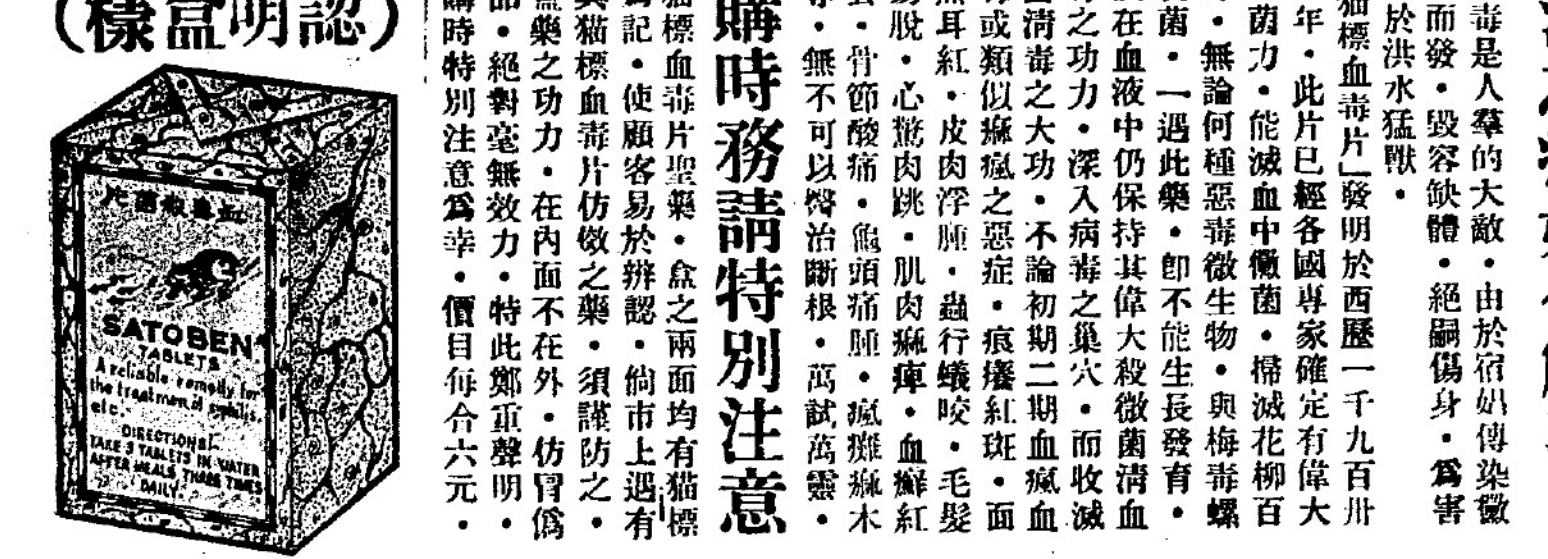 毒是人羣的大敵・由於宿娼傳染黴
而發・毀容缺體・絕嗣傷身・爲害
於洪水猛獸・
猫標血毒片」發明於西歷一千九百卅
年・此片已經各國專家確定有偉大
菌力・能滅血中黴菌・掃滅花柳百
・無論何種惡毒微生物・與梅毒螺
菌・一遇此藥・卽不能生長發育・
在血液中仍保持其偉大殺微菌淸血
之功力・深入病毒之巢穴・而收滅
淸毒之大功・不論初期二期血瘋血
或類似痳瘋之惡症・痕癢紅斑・面
耳紅・皮肉浮腫・蟲行蟻咬・毛髮
脫・心驚肉跳・肌肉痳痺・血癬紅
・骨節酸痛・龜頭痛腫・瘋癱痳木
・無不可以醫治斷根・萬試萬靈・
購時務請特別注意
猫標血毒片聖藥・盒之兩面均有猫標
爲記・使顧客易於辨認・倘市上遇有
與猫標血毒片仿傚之藥・須謹防之・
藥之功力・在內面不在外・仿冒僞
品・絕對毫無效力・特此鄭重聲明・
購時特別注意爲幸・價目每合六元・
(認明盒樣)
SATOBEN
TABLETS
A reliable remedy for
the treatment of syphilis.
etc.
DIRECTIONS:
TAKE 3 TABLETS IN WATER
AFTER MEALS THREE TIMES
DAILY.